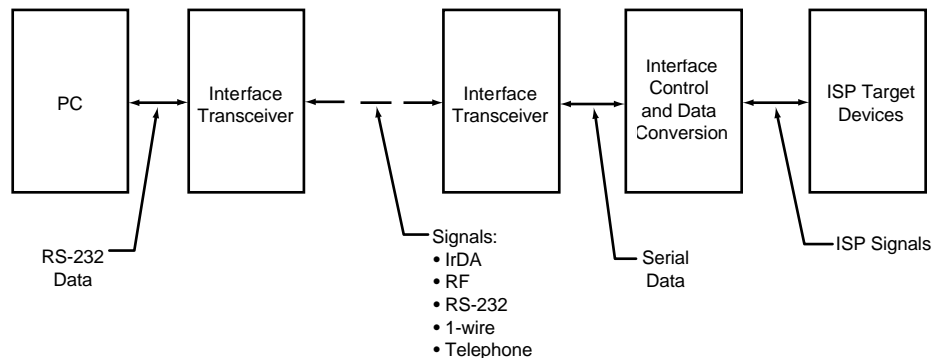 PC
Interface
Transceiver
Interface
Transceiver
Interface
Control
and Data
Conversion
ISP Target
Devices
RS-232
Data
Signals:
• IrDA
• RF
• RS-232
• 1-wire
• Telephone
Serial
Data
ISP Signals